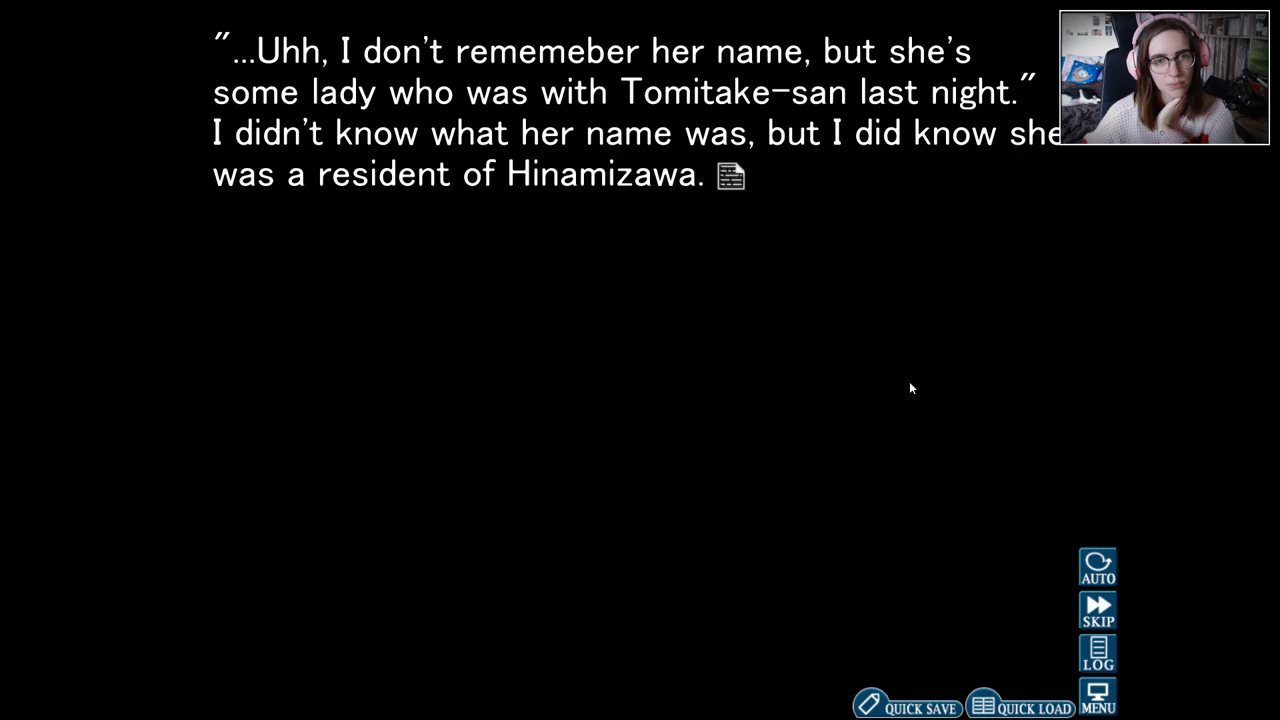 "...Uhh, I don't rememeber her name, but she's
some lady who was with Tomitake-san last night."
I didn't know what her name was, but I did know she
was a resident of Hinamizawa.
AUTO
SKIP
LOG
MENU
QUICK SAVE
QUICK LOAD